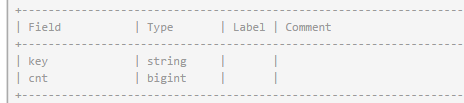 +------------------------------------------------------------------
| Field | Type | Label | Comment
+------------------------------------------------------------------
| key | string | |
| cnt | bigint | |
+------------------------------------------------------------------